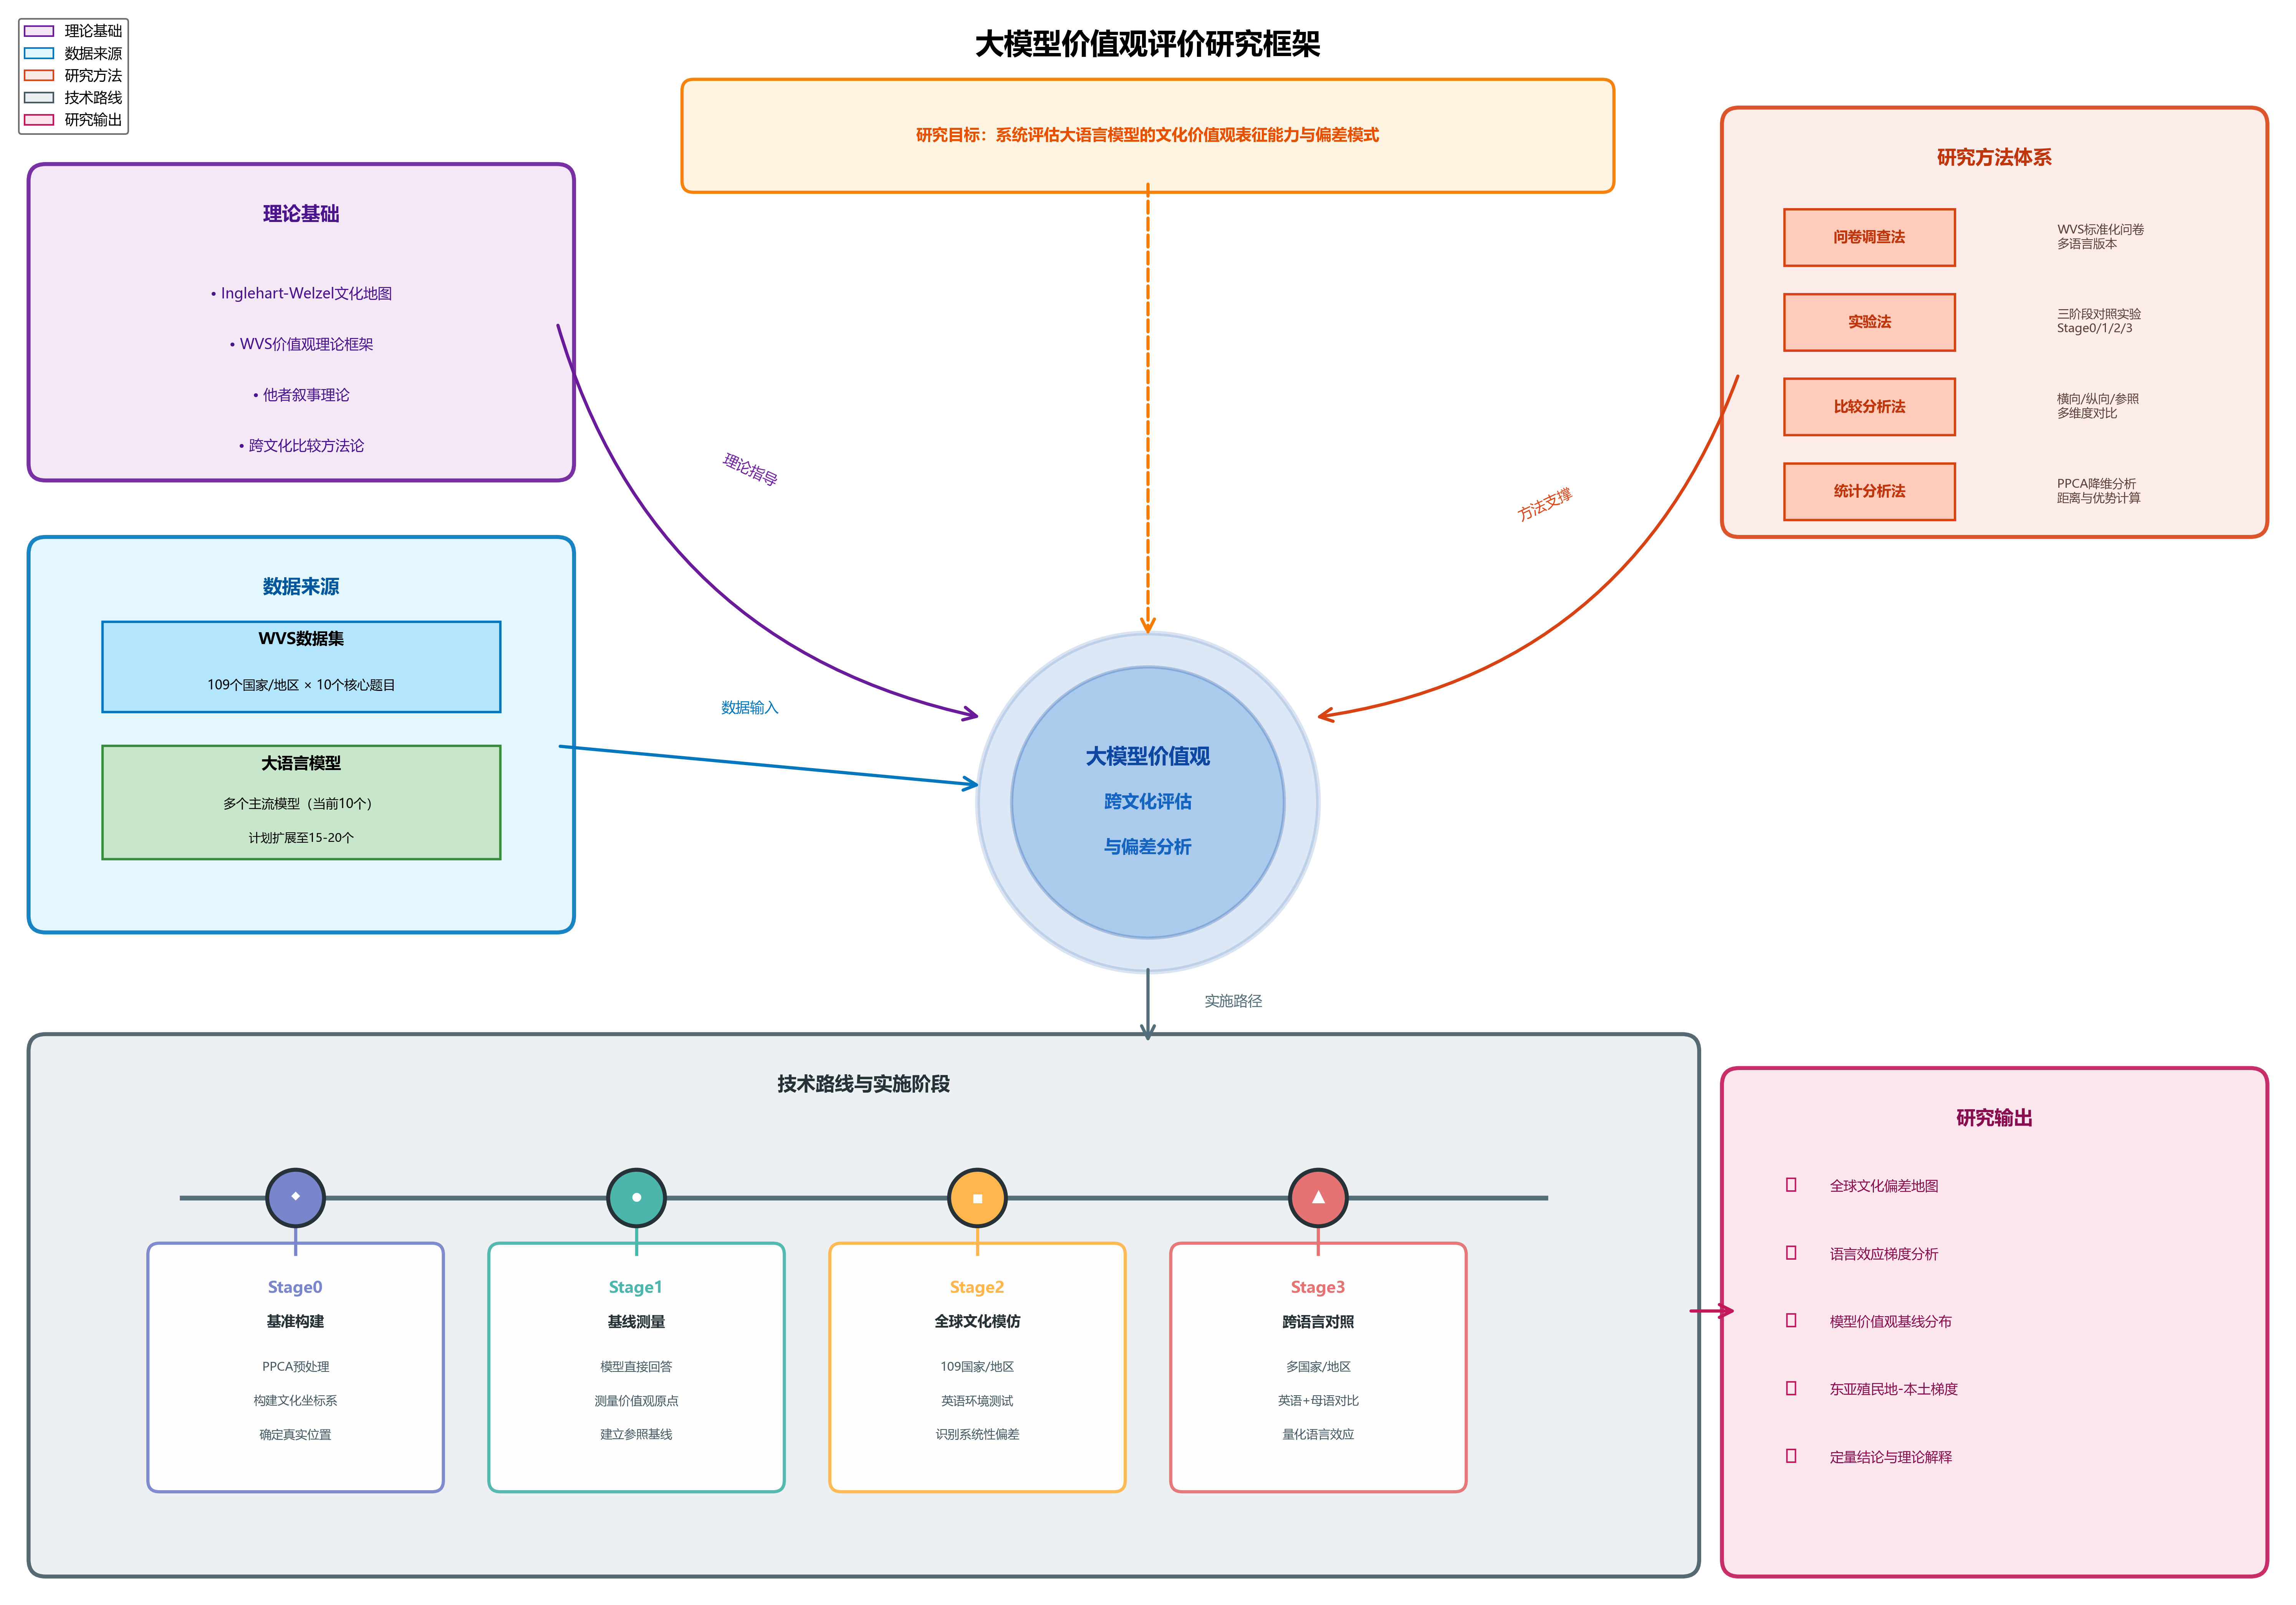 理论基础
数据来源
研究方法
技术路线
研究输出
大模型价值观评价研究框架
研究目标：系统评估大语言模型的文化价值观表征能力与偏差模式
理论基础
• Inglehart-Welzel文化地图
• WVS价值观理论框架
• 他者叙事理论
• 跨文化比较方法论
研究方法体系
问卷调查法
WVS标准化问卷
多语言版本
实验法
三阶段对照实验
Stage0/1/2/3
比较分析法
横向/纵向/参照
多维度对比
统计分析法
PPCA降维分析
距离与优势计算
理论指导
方法支撑
数据来源
WVS数据集
109个国家/地区 × 10个核心题目
大语言模型
多个主流模型（当前10个）
计划扩展至15-20个
数据输入
大模型价值观
跨文化评估
与偏差分析
实施路径
技术路线与实施阶段
Stage0
基准构建
PPCA预处理
构建文化坐标系
确定真实位置
Stage1
基线测量
模型直接回答
测量价值观原点
建立参照基线
Stage2
全球文化模仿
109国家/地区
英语环境测试
识别系统性偏差
Stage3
跨语言对照
多国家/地区
英语+母语对比
量化语言效应
研究输出
全球文化偏差地图
语言效应梯度分析
模型价值观基线分布
东亚殖民地-本土梯度
定量结论与理论解释